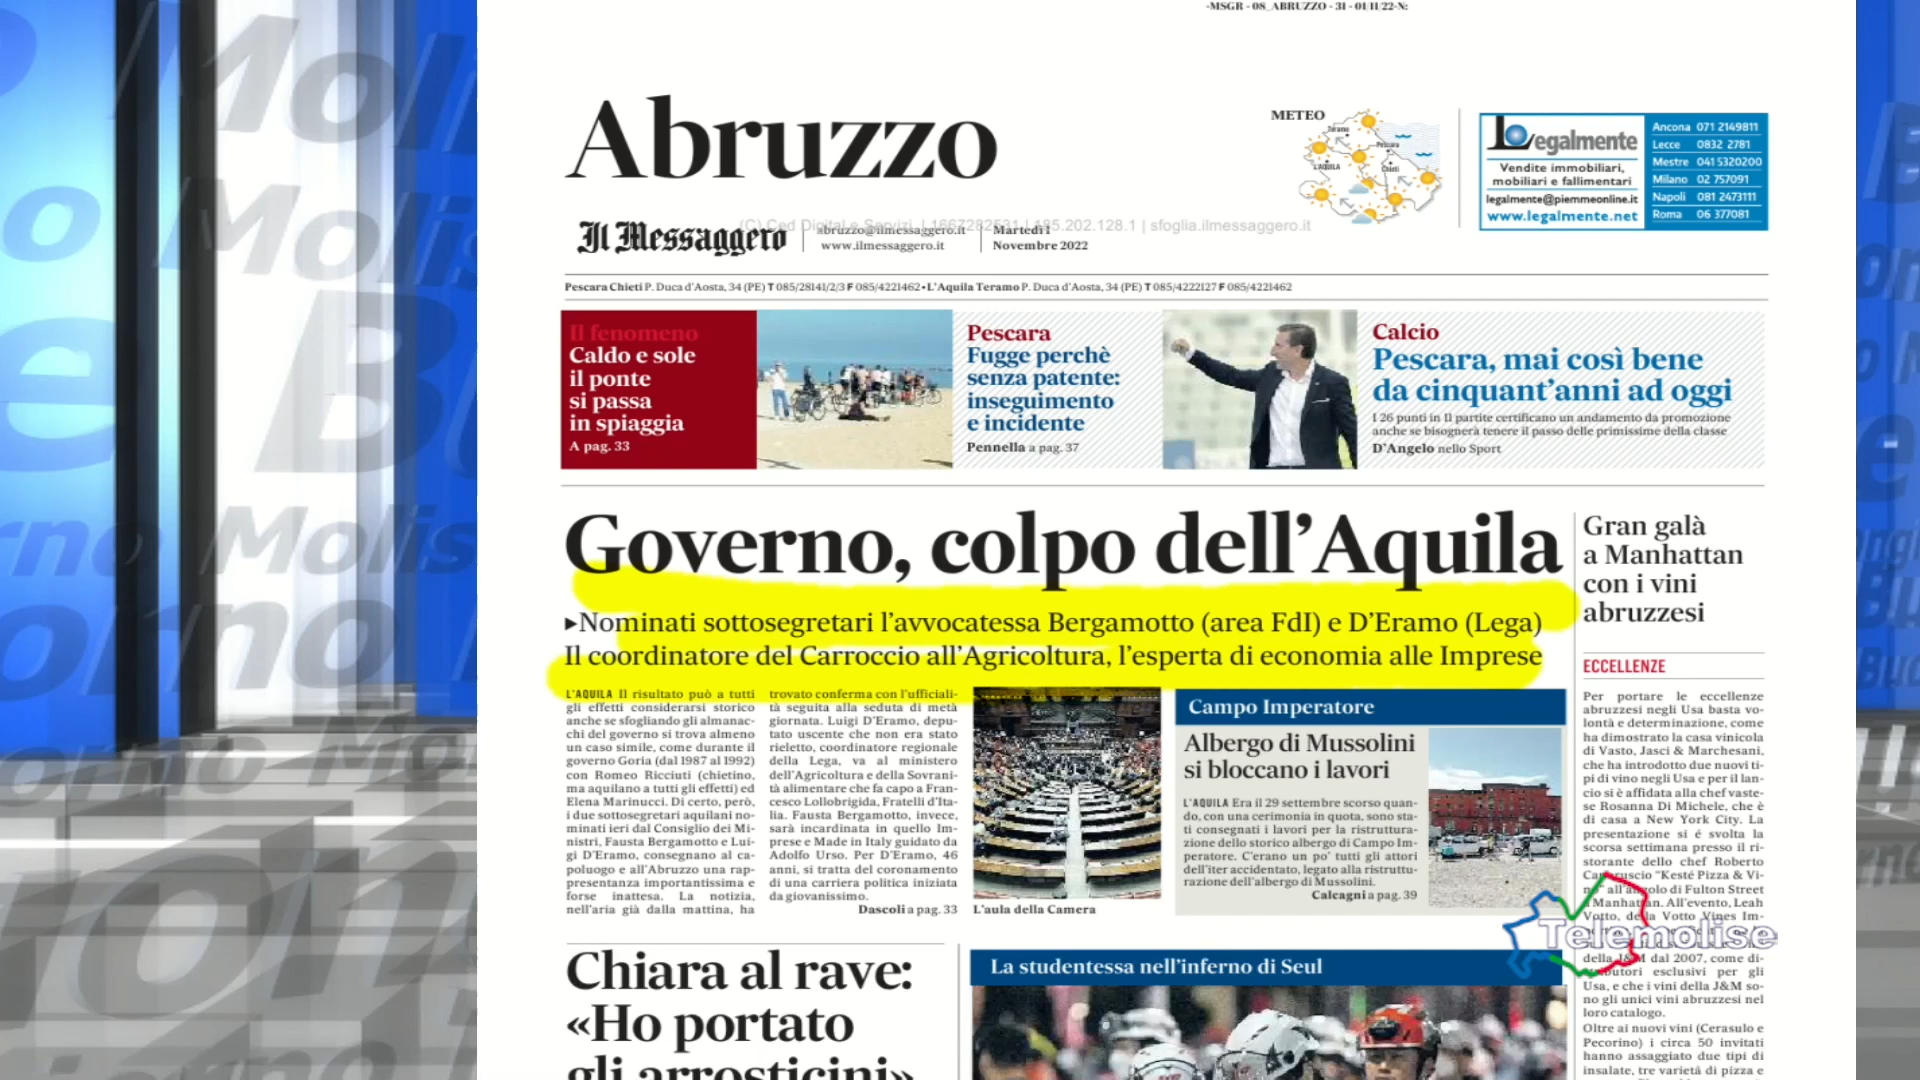 -MSGR - 08_ABRUZZO - 31 - 01/11/22-N:
Abruzzo
METEO
Teramo
Pescara
L'AQUILA
Chieti
Legalmente
Vendite immobiliari,
mobiliari e fallimentari
legalmente@piemmeonline.it
www.legalmente.net
Ancona 071 2149811
Lecce 0832 2781
Mestre 041 5320200
Milano 02 757091
Napoli 081 2473111
Roma 06 377081
(C) Ced Digital e Servizi | 1667282531 | 185.202.128.1 | sfoglia.ilmessaggero.it
Il Messaggero
abruzzo@ilmessaggero.it
www.ilmessaggero.it
Martedì 1
Novembre 2022
Pescara Chieti P. Duca d'Aosta, 34 (PE) T 085/28141/2/3 F 085/4221462 • L'Aquila Teramo P. Duca d'Aosta, 34 (PE) T 085/4222127 F 085/4221462
Il fenomeno
Caldo e sole
il ponte
si passa
in spiaggia
A pag. 33
Pescara
Fugge perchè
senza patente:
inseguimento
e incidente
Pennella a pag. 37
Calcio
Pescara, mai così bene
da cinquant'anni ad oggi
I 26 punti in 11 partite certificano un andamento da promozione
anche se bisognerà tenere il passo delle primissime della classe
D'Angelo nello Sport
Governo, colpo dell'Aquila
►Nominati sottosegretari l'avvocatessa Bergamotto (area FdI) e D'Eramo (Lega)
Il coordinatore del Carroccio all'Agricoltura, l'esperta di economia alle Imprese
L'AQUILA Il risultato può a tutti
gli effetti considerarsi storico
anche se sfogliando gli almanac-
chi del governo si trova almeno
un caso simile, come durante il
governo Goria (dal 1987 al 1992)
con Romeo Ricciuti (chietino,
ma aquilano a tutti gli effetti) ed
Elena Marinucci. Di certo, però,
i due sottosegretari aquilani no-
minati ieri dal Consiglio dei Mi-
nistri, Fausta Bergamotto e Lui-
gi D'Eramo, consegnano al ca-
poluogo e all'Abruzzo una rap-
presentanza importantissima e
forse inattesa. La notizia,
nell'aria già dalla mattina, ha
trovato conferma con l'ufficiali-
tà seguita alla seduta di metà
giornata. Luigi D'Eramo, depu-
tato uscente che non era stato
rieletto, coordinatore regionale
della Lega, va al ministero
dell'Agricoltura e della Sovrani-
tà alimentare che fa capo a Fran-
cesco Lollobrigida, Fratelli d'Ita-
lia. Fausta Bergamotto, invece,
sarà incardinata in quello Im-
prese e Made in Italy guidato da
Adolfo Urso. Per D'Eramo, 46
anni, si tratta del coronamento
di una carriera politica iniziata
da giovanissimo.
Dascoli a pag. 33
L'aula della Camera
Campo Imperatore
Albergo di Mussolini
si bloccano i lavori
L'AQUILA Era il 29 settembre scorso quan-
do, con una cerimonia in quota, sono sta-
ti consegnati i lavori per la ristruttura-
zione dello storico albergo di Campo Im-
peratore. C'erano un po' tutti gli attori
dell'iter accidentato, legato alla ristruttu-
razione dell'albergo di Mussolini.
Calcagni a pag. 39
Gran galà
a Manhattan
con i vini
abruzzesi
ECCELLENZE
Per portare le eccellenze
abruzzesi negli Usa basta vo-
lontà e determinazione, come
ha dimostrato la casa vinicola
di Vasto, Jasci & Marchesani,
che ha introdotto due nuovi ti-
pi di vino negli Usa e per il lan-
cio si è affidata alla chef vaste-
se Rosanna Di Michele, che è
di casa a New York City. La
presentazione si é svolta la
scorsa settimana presso il ri-
storante dello chef Roberto
Caporuscio "Kesté Pizza & Vi-
no" all'angolo di Fulton Street
a Manhattan. All'evento, Leah
Votto, della Votto Vines Im-
della J&M dal 2007, come di-
stributori esclusivi per gli
Usa, e che i vini della J&M so-
no gli unici vini abruzzesi nel
loro catalogo.
Oltre ai nuovi vini (Cerasulo e
Pecorino) i circa 50 invitati
hanno assaggiato due tipi di
insalate, tre varietà di pizza e
Telemolise
Chiara al rave:
«Ho portato
gli arrosticini»
La studentessa nell'inferno di Seul